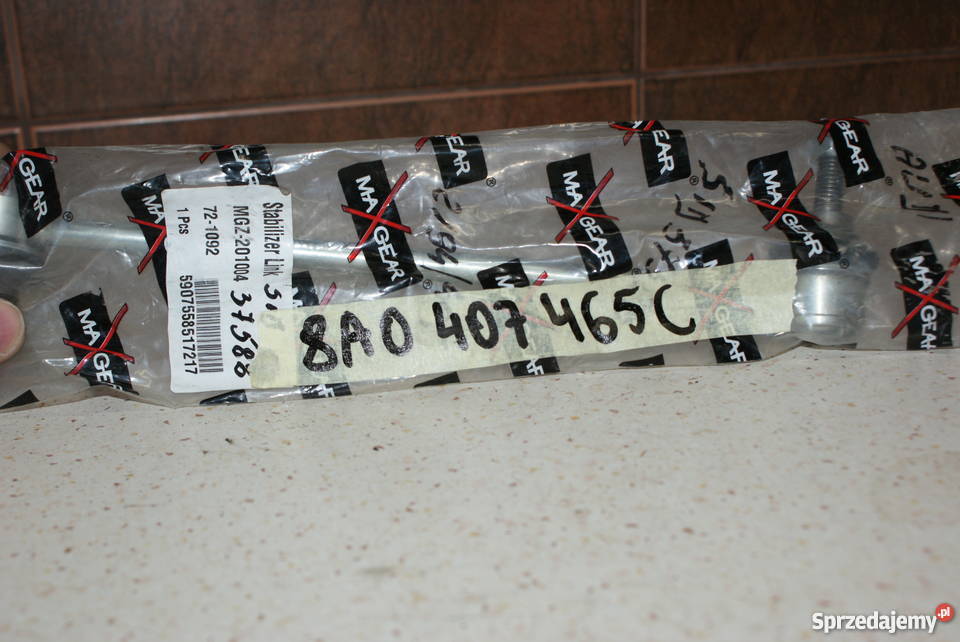 MAXGEAR
Stabilizer Link
MGZ-201004
72-1092
1 Pcs
5907558517217
37588
8A0 407 465C
Sprzedajemy.pl